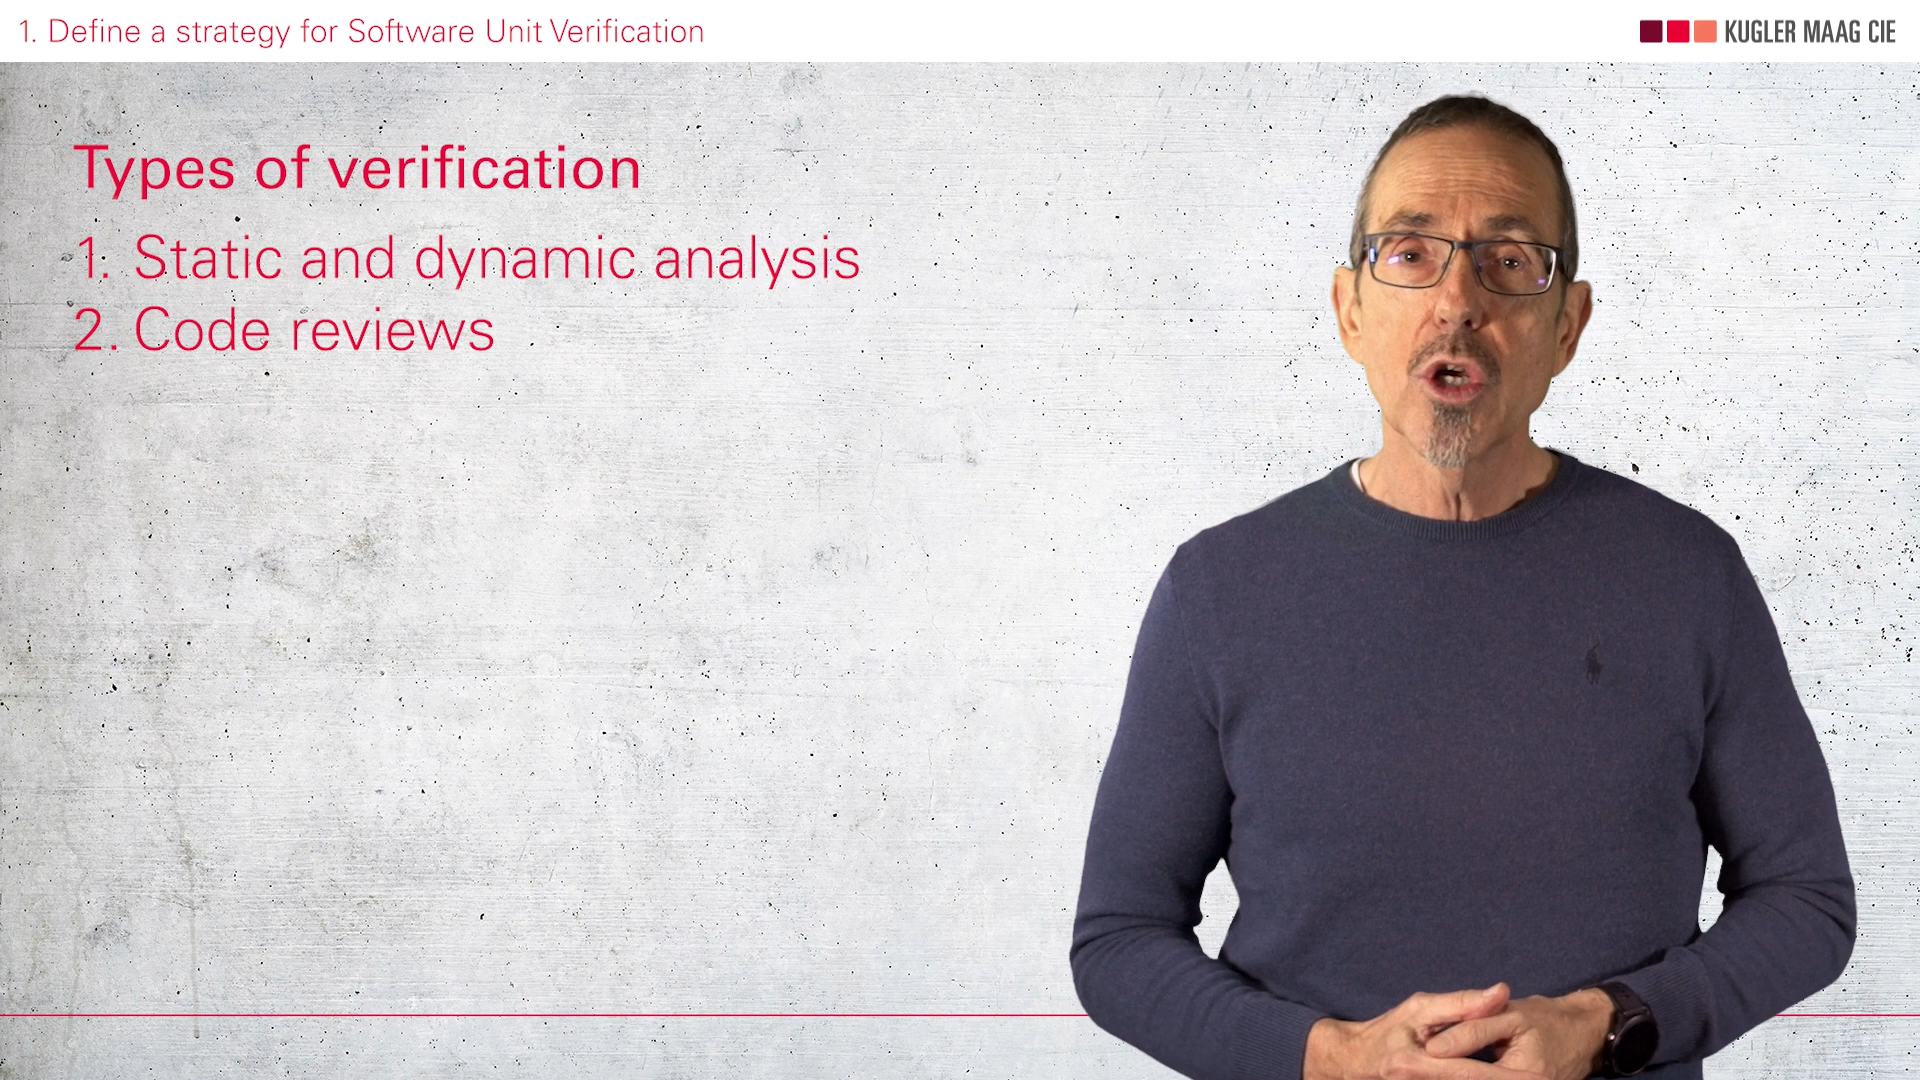 1. Define a strategy for Software Unit Verification
KUGLER MAAG CIE
Types of verification
1. Static and dynamic analysis
2. Code reviews